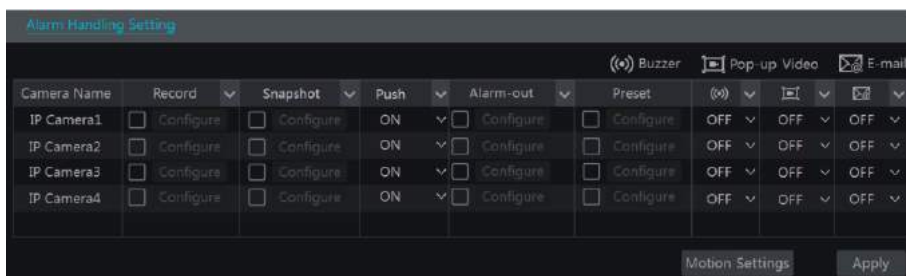 Alarm Handling Setting
Buzzer Pop-up Video E-mail
Camera Name Record Snapshot Push Alarm-out Preset
IP Camera1 Configure Configure ON Configure Configure OFF OFF OFF
IP Camera2 Configure Configure ON Configure Configure OFF OFF OFF
IP Camera3 Configure Configure ON Configure Configure OFF OFF OFF
IP Camera4 Configure Configure ON Configure Configure OFF OFF OFF
Motion Settings Apply